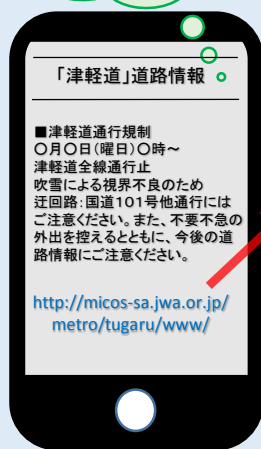 「津軽道」道路情報
■津軽道通行規制
〇月〇日(曜日)〇時～
津軽道全線通行止
吹雪による視界不良のため
迂回路:国道101号他通行には
ご注意ください。また、不要不急の
外出を控えるとともに、今後の道
路情報にご注意ください。
http://micos-sa.jwa.or.jp/
metro/tugaru/www/